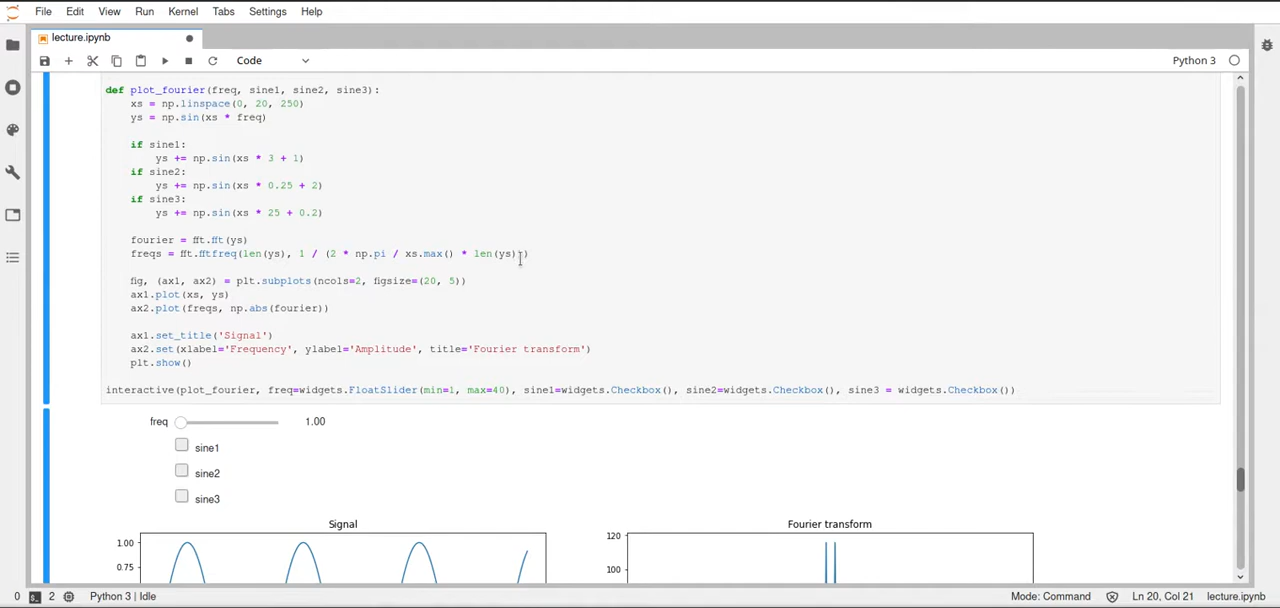 File Edit View Run Kernel Tabs Settings Help
lecture.ipynb
Code
Python 3
def plot_fourier(freq, sine1, sine2, sine3):
xs = np.linspace(0, 20, 250)
ys = np.sin(xs * freq)
if sine1:
ys += np.sin(xs * 3 + 1)
if sine2:
ys += np.sin(xs * 0.25 + 2)
if sine3:
ys += np.sin(xs * 25 + 0.2)
fourier = fft.fft(ys)
freqs = fft.fftfreq(len(ys), 1 / (2 * np.pi / xs.max() * len(ys)))
fig, (ax1, ax2) = plt.subplots(ncols=2, figsize=(20, 5))
ax1.plot(xs, ys)
ax2.plot(freqs, np.abs(fourier))
ax1.set_title('Signal')
ax2.set(xlabel='Frequency', ylabel='Amplitude', title='Fourier transform')
plt.show()
interactive(plot_fourier, freq=widgets.FloatSlider(min=1, max=40), sine1=widgets.Checkbox(), sine2=widgets.Checkbox(), sine3 = widgets.Checkbox())
freq 1.00
sine1
sine2
sine3
Signal
Fourier transform
1.00
0.75
120
100
0 2 Python 3 | Idle
Mode: Command Ln 20, Col 21 lecture.ipynb